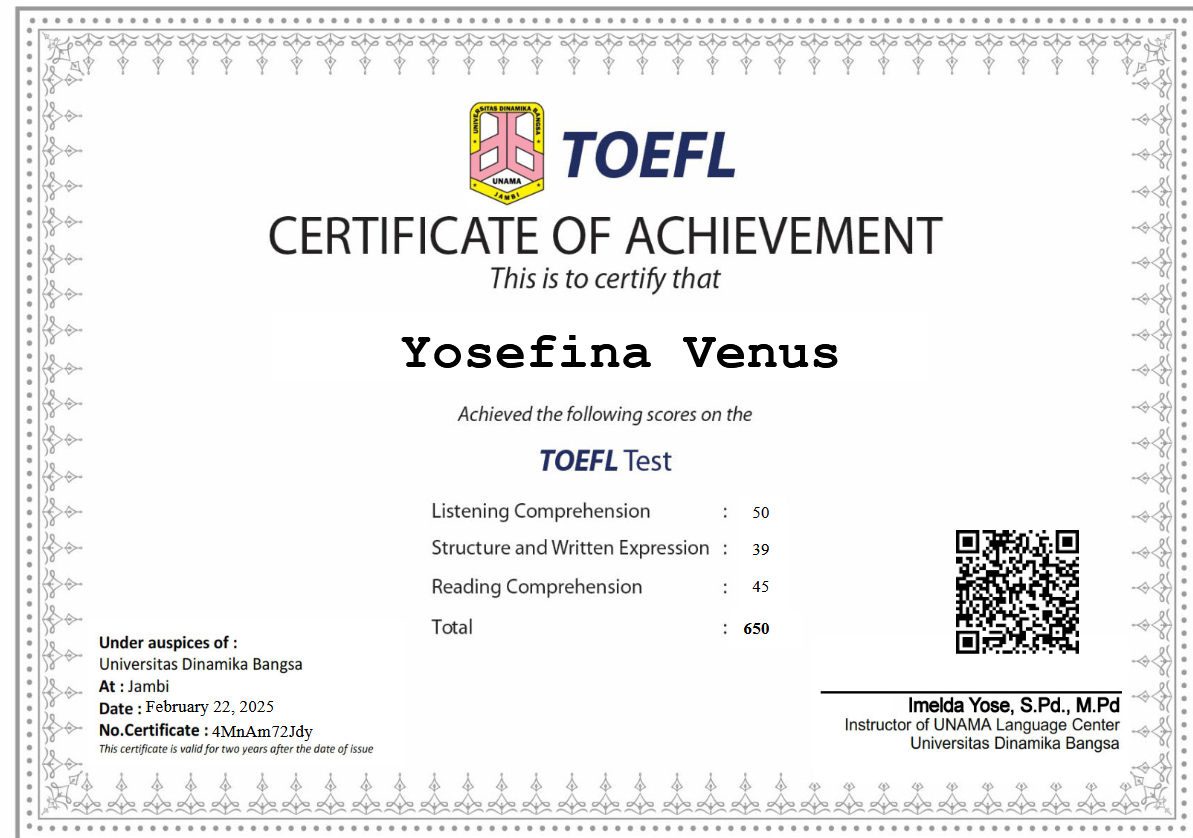 UNIVERSITAS DINAMIKA BANGSA
UNAMA
JAMBI
TOEFL
CERTIFICATE OF ACHIEVEMENT
This is to certify that
Yosefina Venus
Achieved the following scores on the
TOEFL Test
Listening Comprehension : 50
Structure and Written Expression : 39
Reading Comprehension : 45
Total : 650
Under auspices of :
Universitas Dinamika Bangsa
At : Jambi
Date : February 22, 2025
No.Certificate : 4MnAm72Jdy
This certificate is valid for two years after the date of issue
Imelda Yose, S.Pd., M.Pd
Instructor of UNAMA Language Center
Universitas Dinamika Bangsa